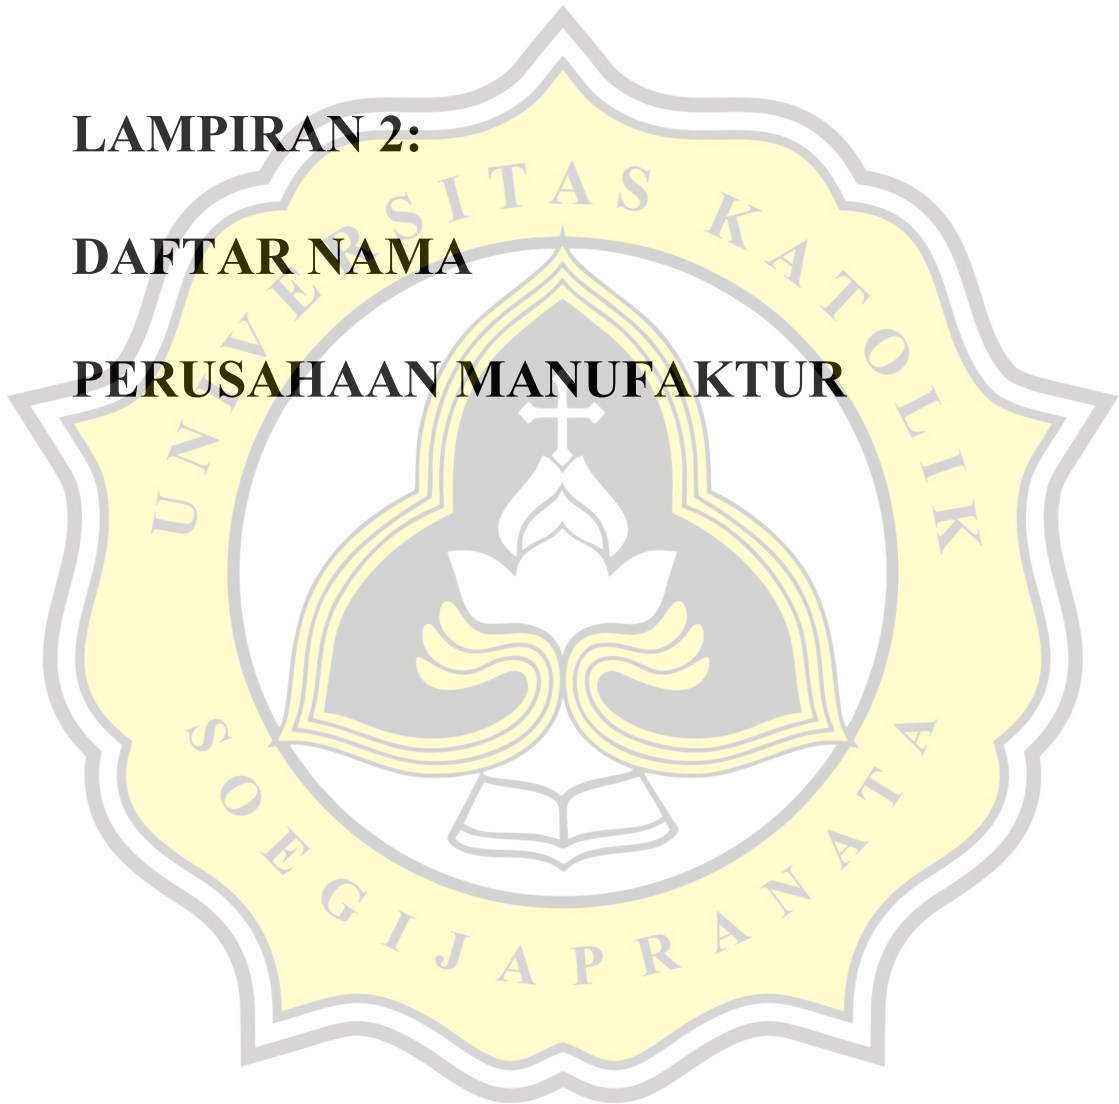 LAMPIRAN 2:
DAFTAR NAMA
PERUSAHAAN MANUFAKTUR
UNIVERSITAS KATOLIK
SOEGIJAPRANATA